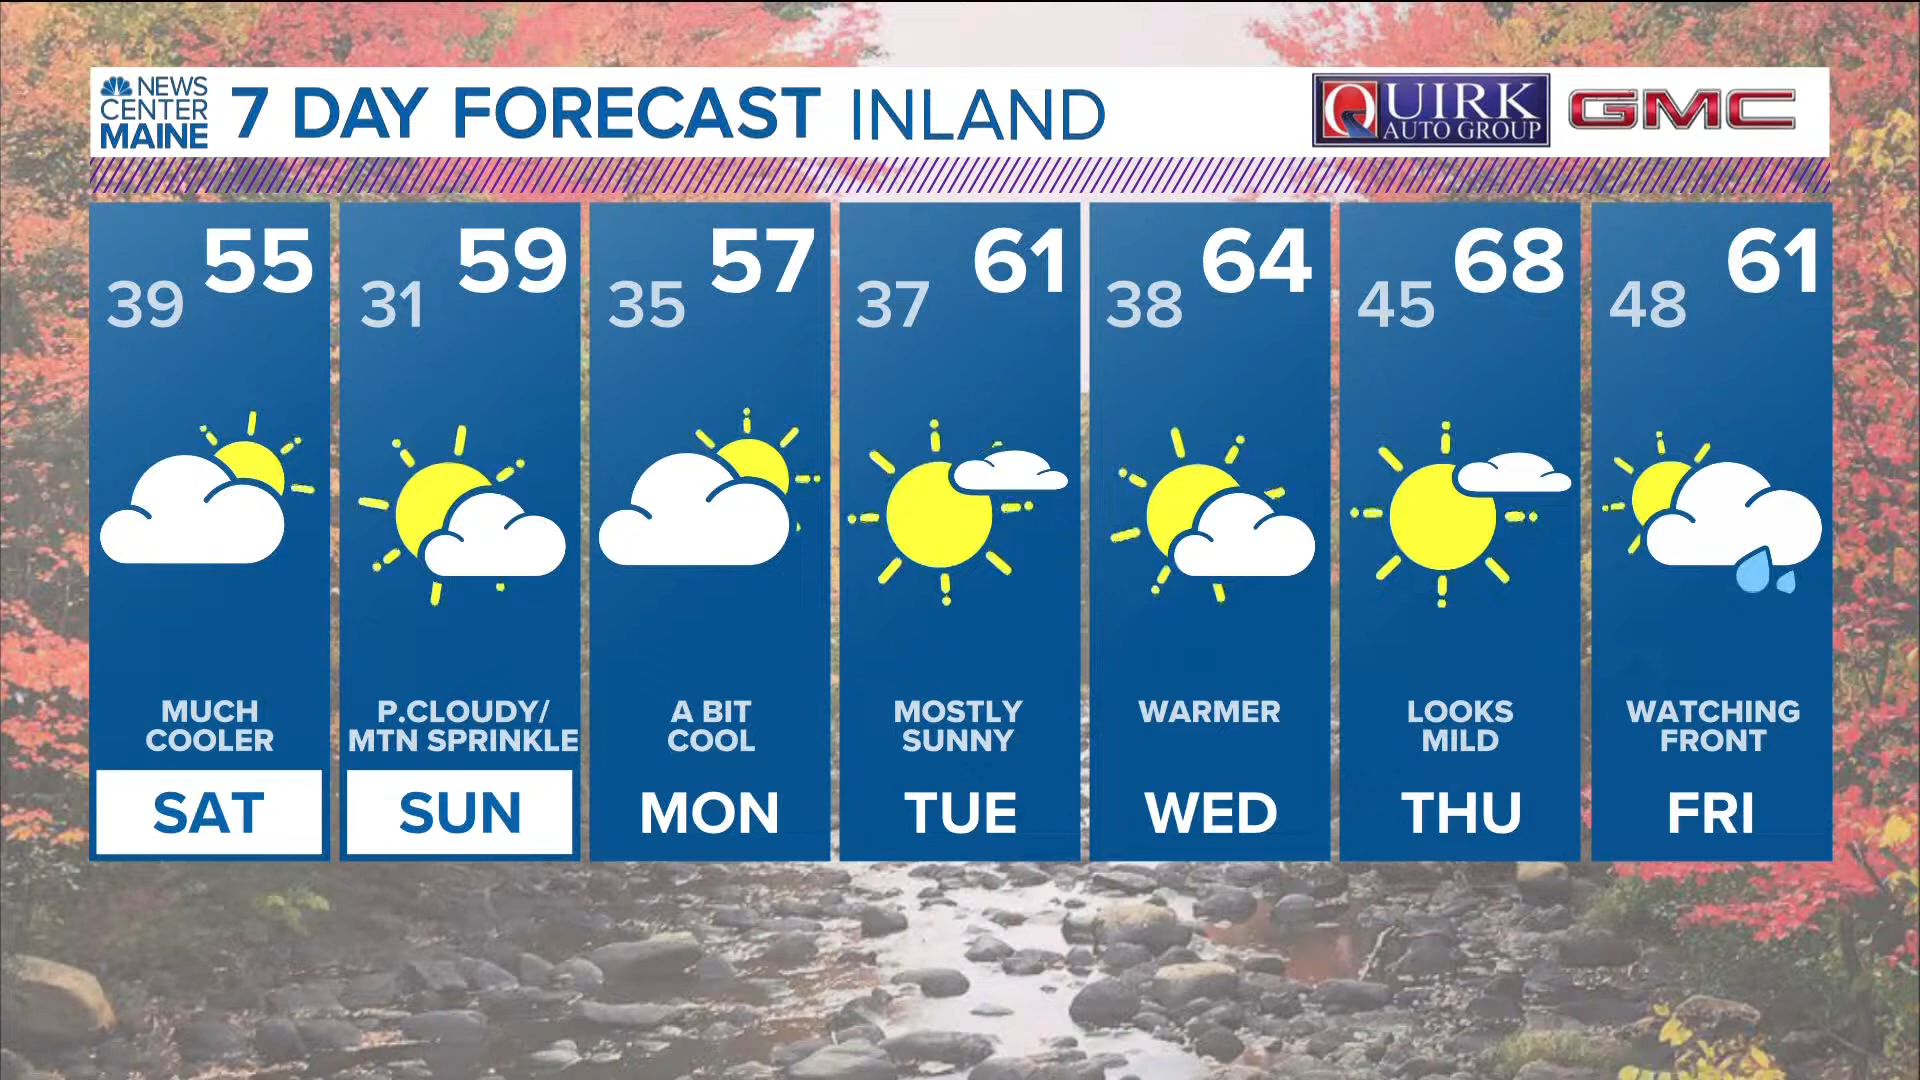 NEWS
CENTER
MAINE
7 DAY FORECAST INLAND
QUIRK
AUTO GROUP
GMC
39 55
MUCH
COOLER
SAT
31 59
P.CLOUDY/
MTN SPRINKLE
SUN
35 57
A BIT
COOL
MON
37 61
MOSTLY
SUNNY
TUE
38 64
WARMER
WED
45 68
LOOKS
MILD
THU
48 61
WATCHING
FRONT
FRI